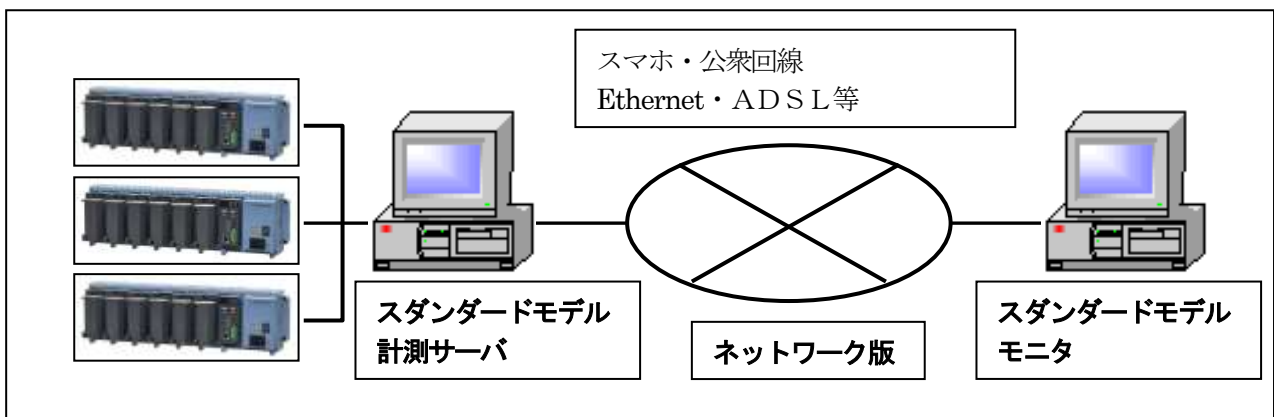 スマホ・公衆回線
Ethernet・ＡＤＳＬ等
スダンダードモデル
計測サーバ
ネットワーク版
スダンダードモデル
モニタ